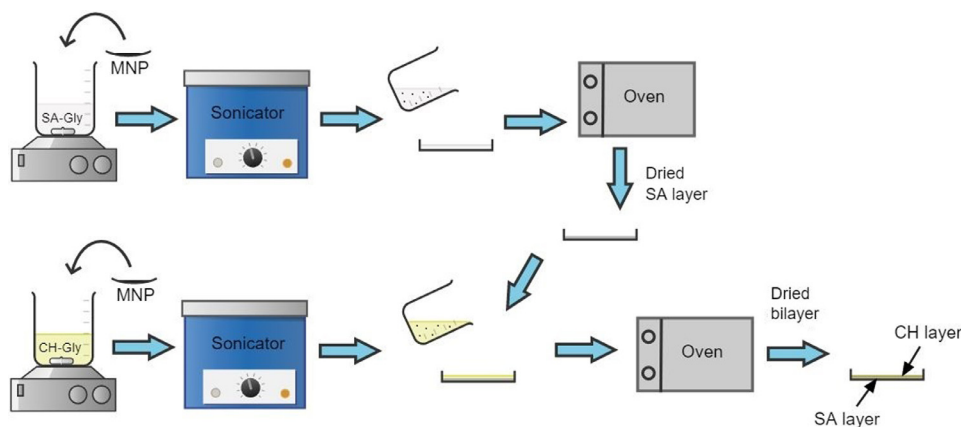 MNP
SA-Gly
Sonicator
Oven
Dried
SA layer
MNP
CH-Gly
Sonicator
Oven
Dried
bilayer
CH layer
SA layer